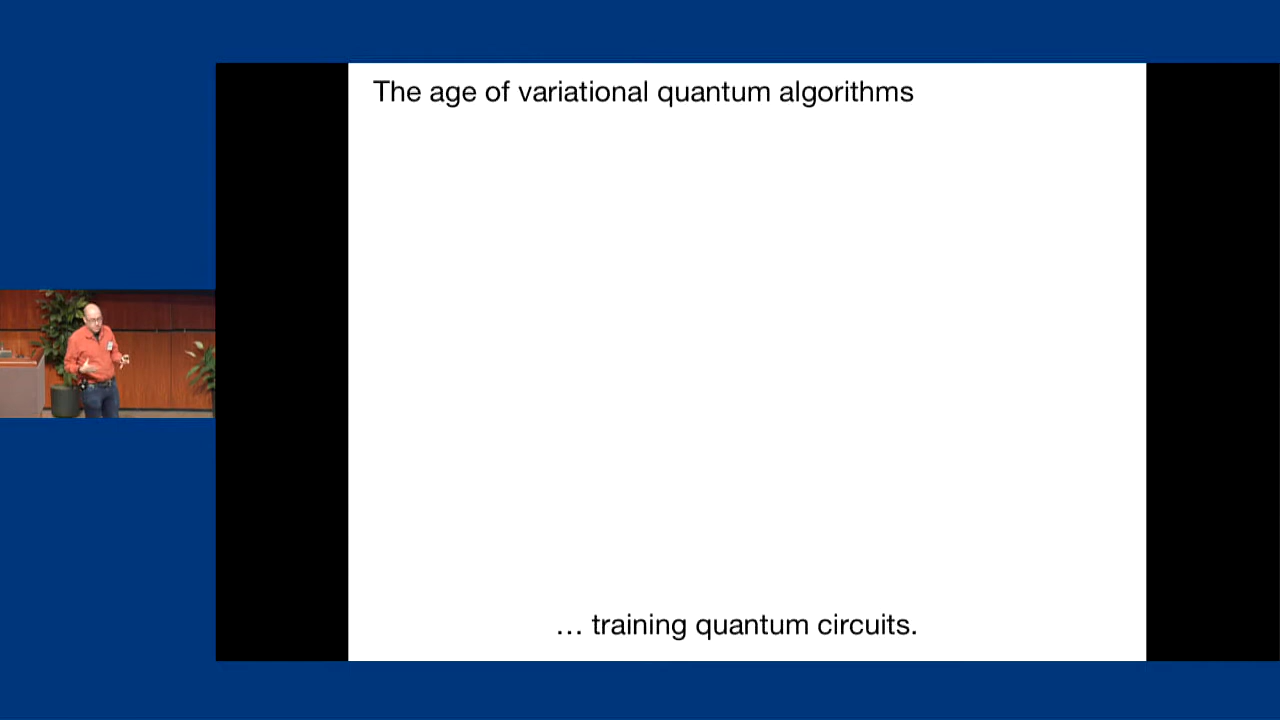 The age of variational quantum algorithms
… training quantum circuits.